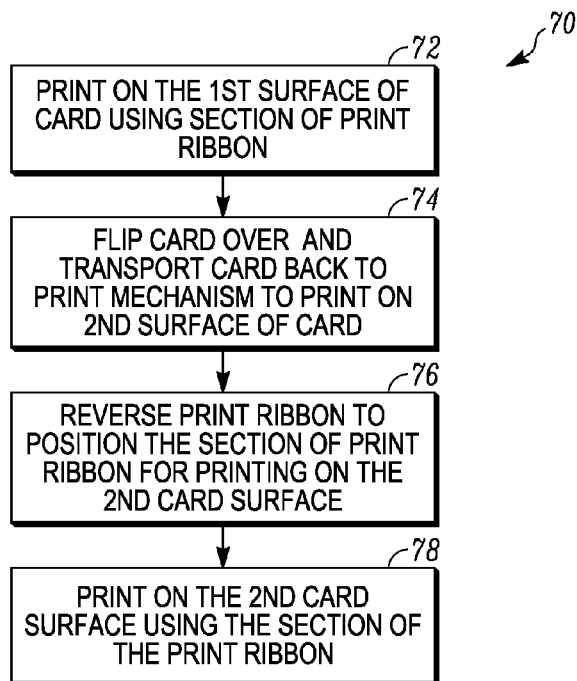 70
72
PRINT ON THE 1ST SURFACE OF
CARD USING SECTION OF PRINT
RIBBON
74
FLIP CARD OVER AND
TRANSPORT CARD BACK TO
PRINT MECHANISM TO PRINT ON
2ND SURFACE OF CARD
76
REVERSE PRINT RIBBON TO
POSITION THE SECTION OF PRINT
RIBBON FOR PRINTING ON THE
2ND CARD SURFACE
78
PRINT ON THE 2ND CARD
SURFACE USING THE SECTION OF
THE PRINT RIBBON